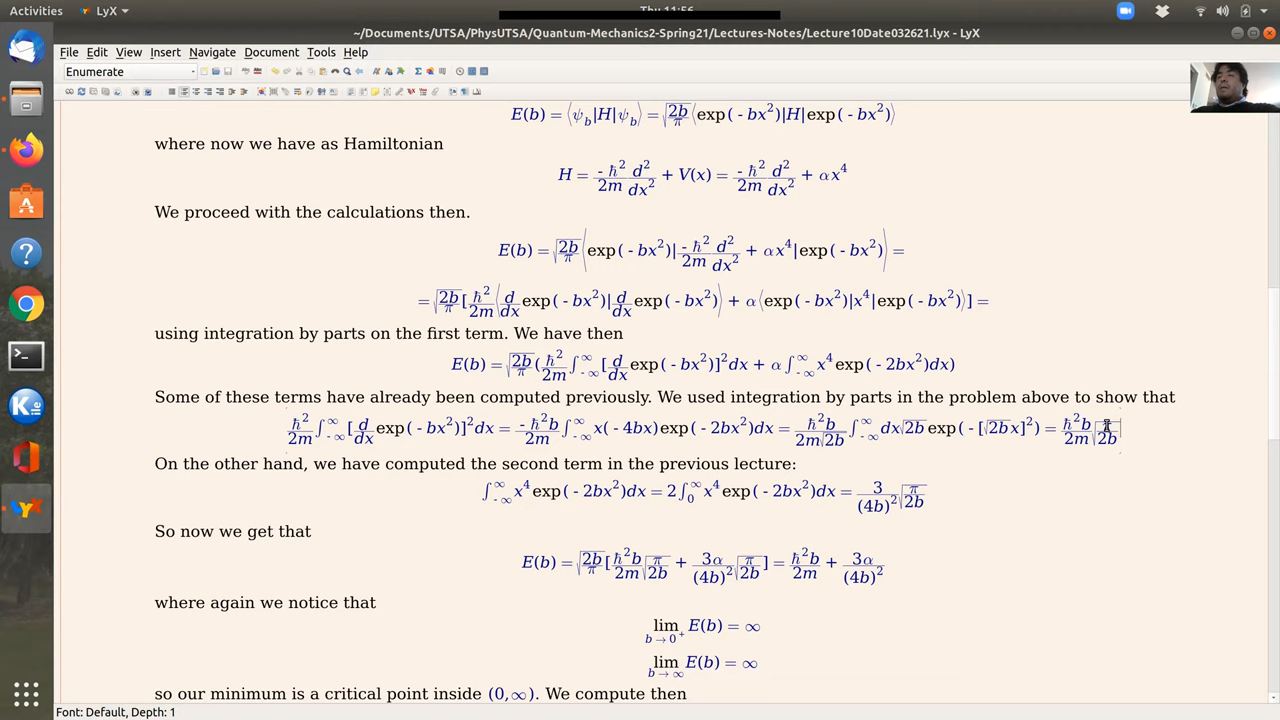 Activities
LyX
Thu 11:56
~/Documents/UTSA/PhysUTSA/Quantum-Mechanics2-Spring21/Lectures-Notes/Lecture10Date032621.lyx - LyX
File Edit View Insert Navigate Document Tools Help
Enumerate
E(b) = ⟨ψ_b|H|ψ_b⟩ = √(2b/π)⟨exp( - bx²)|H|exp( - bx²)⟩
where now we have as Hamiltonian
H = (- ħ²/2m) d²/dx² + V(x) = (- ħ²/2m) d²/dx² + αx⁴
We proceed with the calculations then.
E(b) = √(2b/π)⟨exp( - bx²)|(- ħ²/2m) d²/dx² + αx⁴|exp( - bx²)⟩ =
= √(2b/π)[ħ²/2m⟨d/dx exp( - bx²)|d/dx exp( - bx²)⟩ + α⟨exp( - bx²)|x⁴|exp( - bx²)⟩] =
using integration by parts on the first term. We have then
E(b) = √(2b/π)(ħ²/2m ∫_{-∞}^{∞}[d/dx exp( - bx²)]²dx + α∫_{-∞}^{∞} x⁴exp( - 2bx²)dx)
Some of these terms have already been computed previously. We used integration by parts in the problem above to show that
ħ²/2m ∫_{-∞}^{∞}[d/dx exp( - bx²)]²dx = (- ħ²b/2m)∫_{-∞}^{∞} x( - 4bx)exp( - 2bx²)dx = ħ²b/(2m√2b) ∫_{-∞}^{∞} dx√2b exp( - [√2b x]²) = ħ²b/2m √(π/2b)
On the other hand, we have computed the second term in the previous lecture:
∫_{-∞}^{∞} x⁴exp( - 2bx²)dx = 2∫_0^∞ x⁴exp( - 2bx²)dx = 3/(4b)² √(π/2b)
So now we get that
E(b) = √(2b/π)[ħ²b/2m √(π/2b) + 3α/(4b)² √(π/2b)] = ħ²b/2m + 3α/(4b)²
where again we notice that
lim_{b → 0⁺} E(b) = ∞
lim_{b → ∞} E(b) = ∞
so our minimum is a critical point inside (0,∞). We compute then
Font: Default, Depth: 1